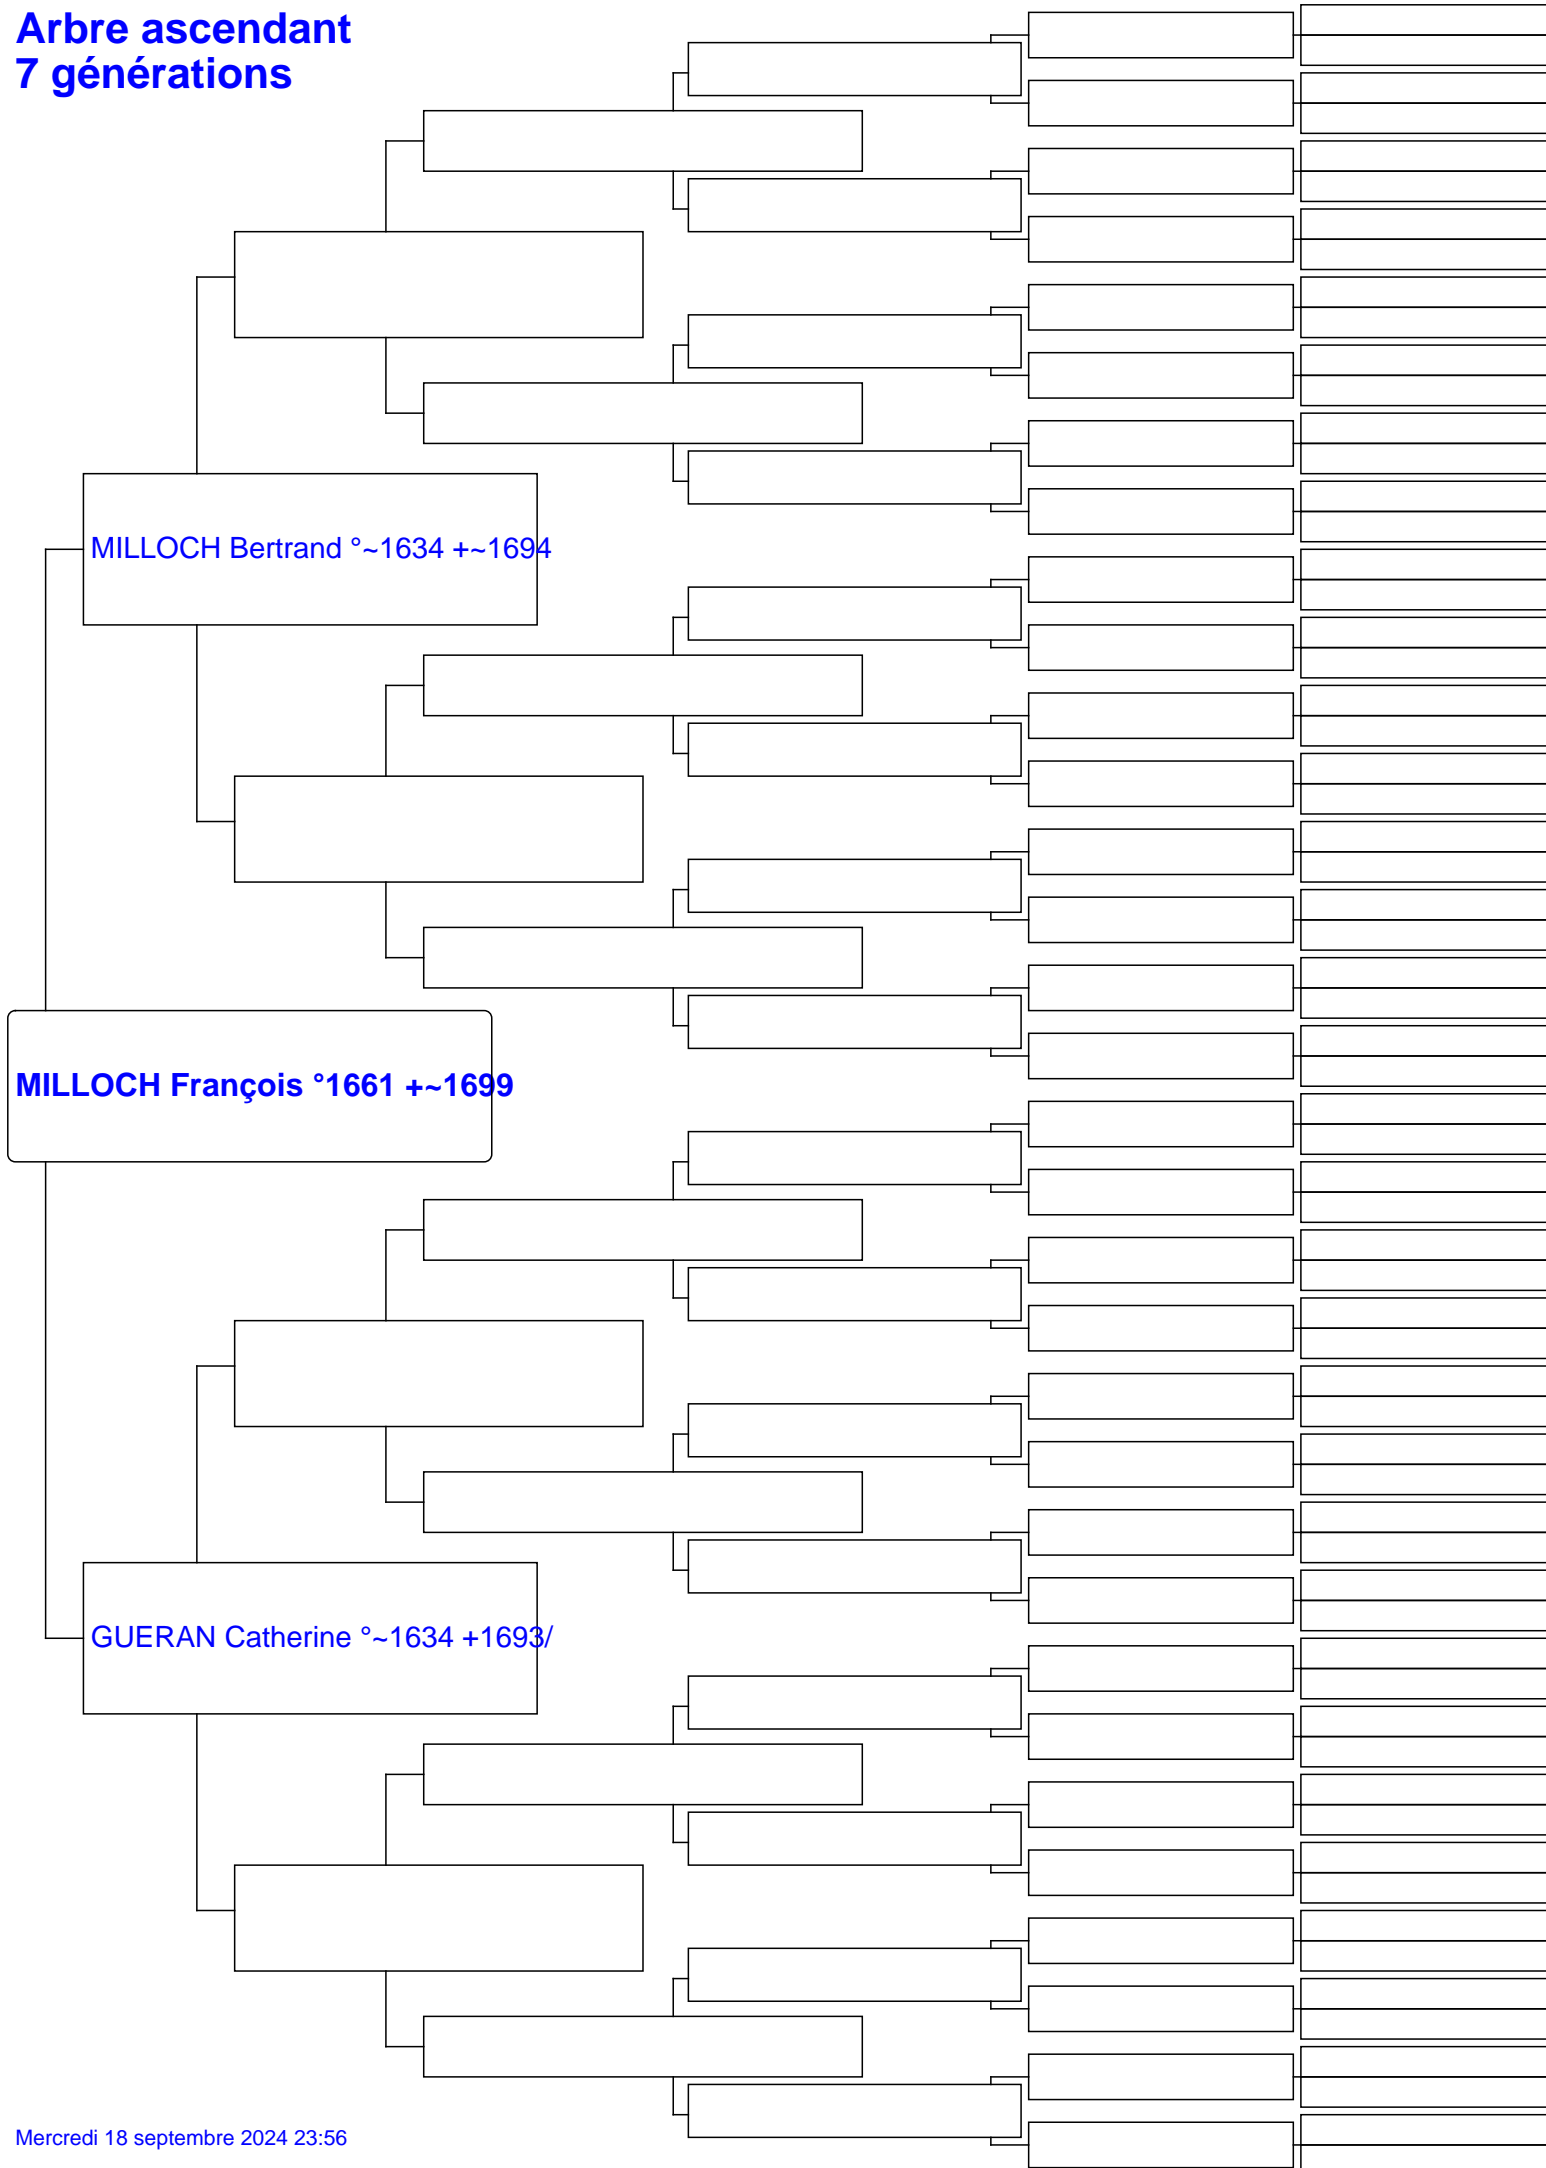 Arbre ascendant
7 générations
MILLOCH Bertrand °~1634 +~1694
MILLOCH François °1661 +~1699
GUERAN Catherine °~1634 +1693/
Mercredi 18 septembre 2024 23:56